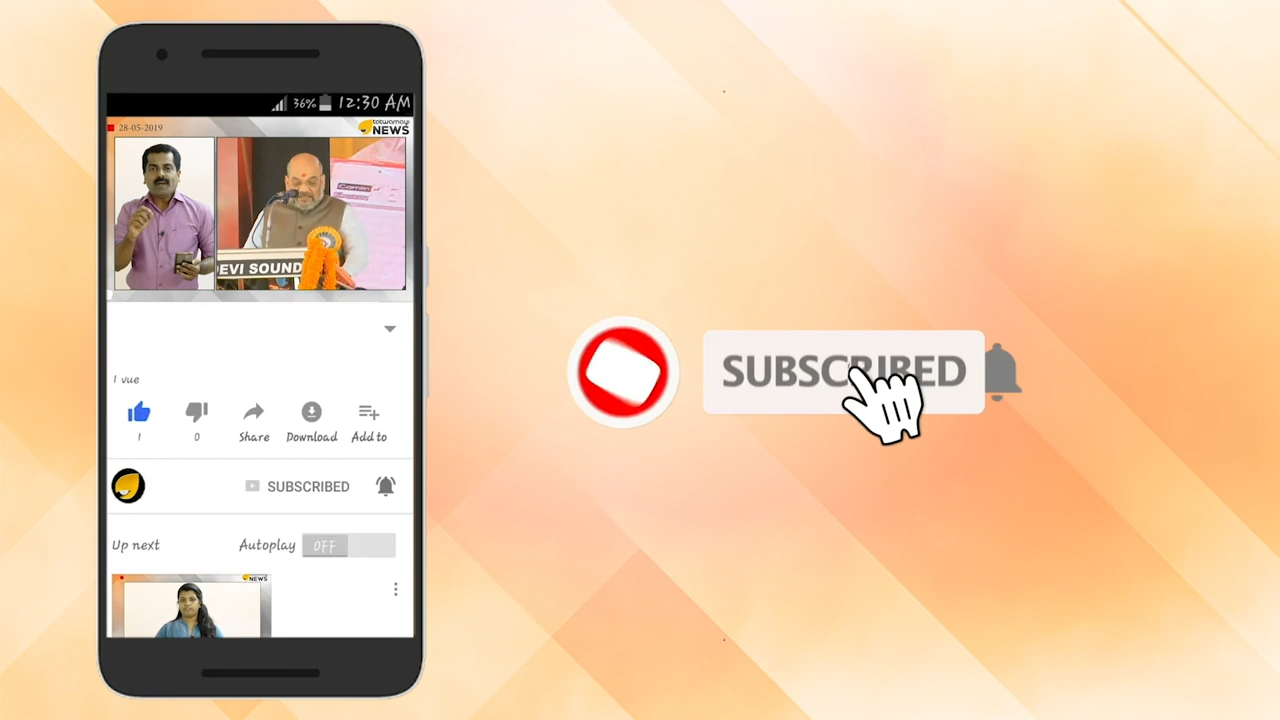 36% 12:30 AM
28-05-2019
tatwamayi
NEWS
DEVI SOUND
1 vue
1
0
Share
Download
Add to
SUBSCRIBED
Up next
Autoplay
OFF
NEWS
SUBSCRIBED